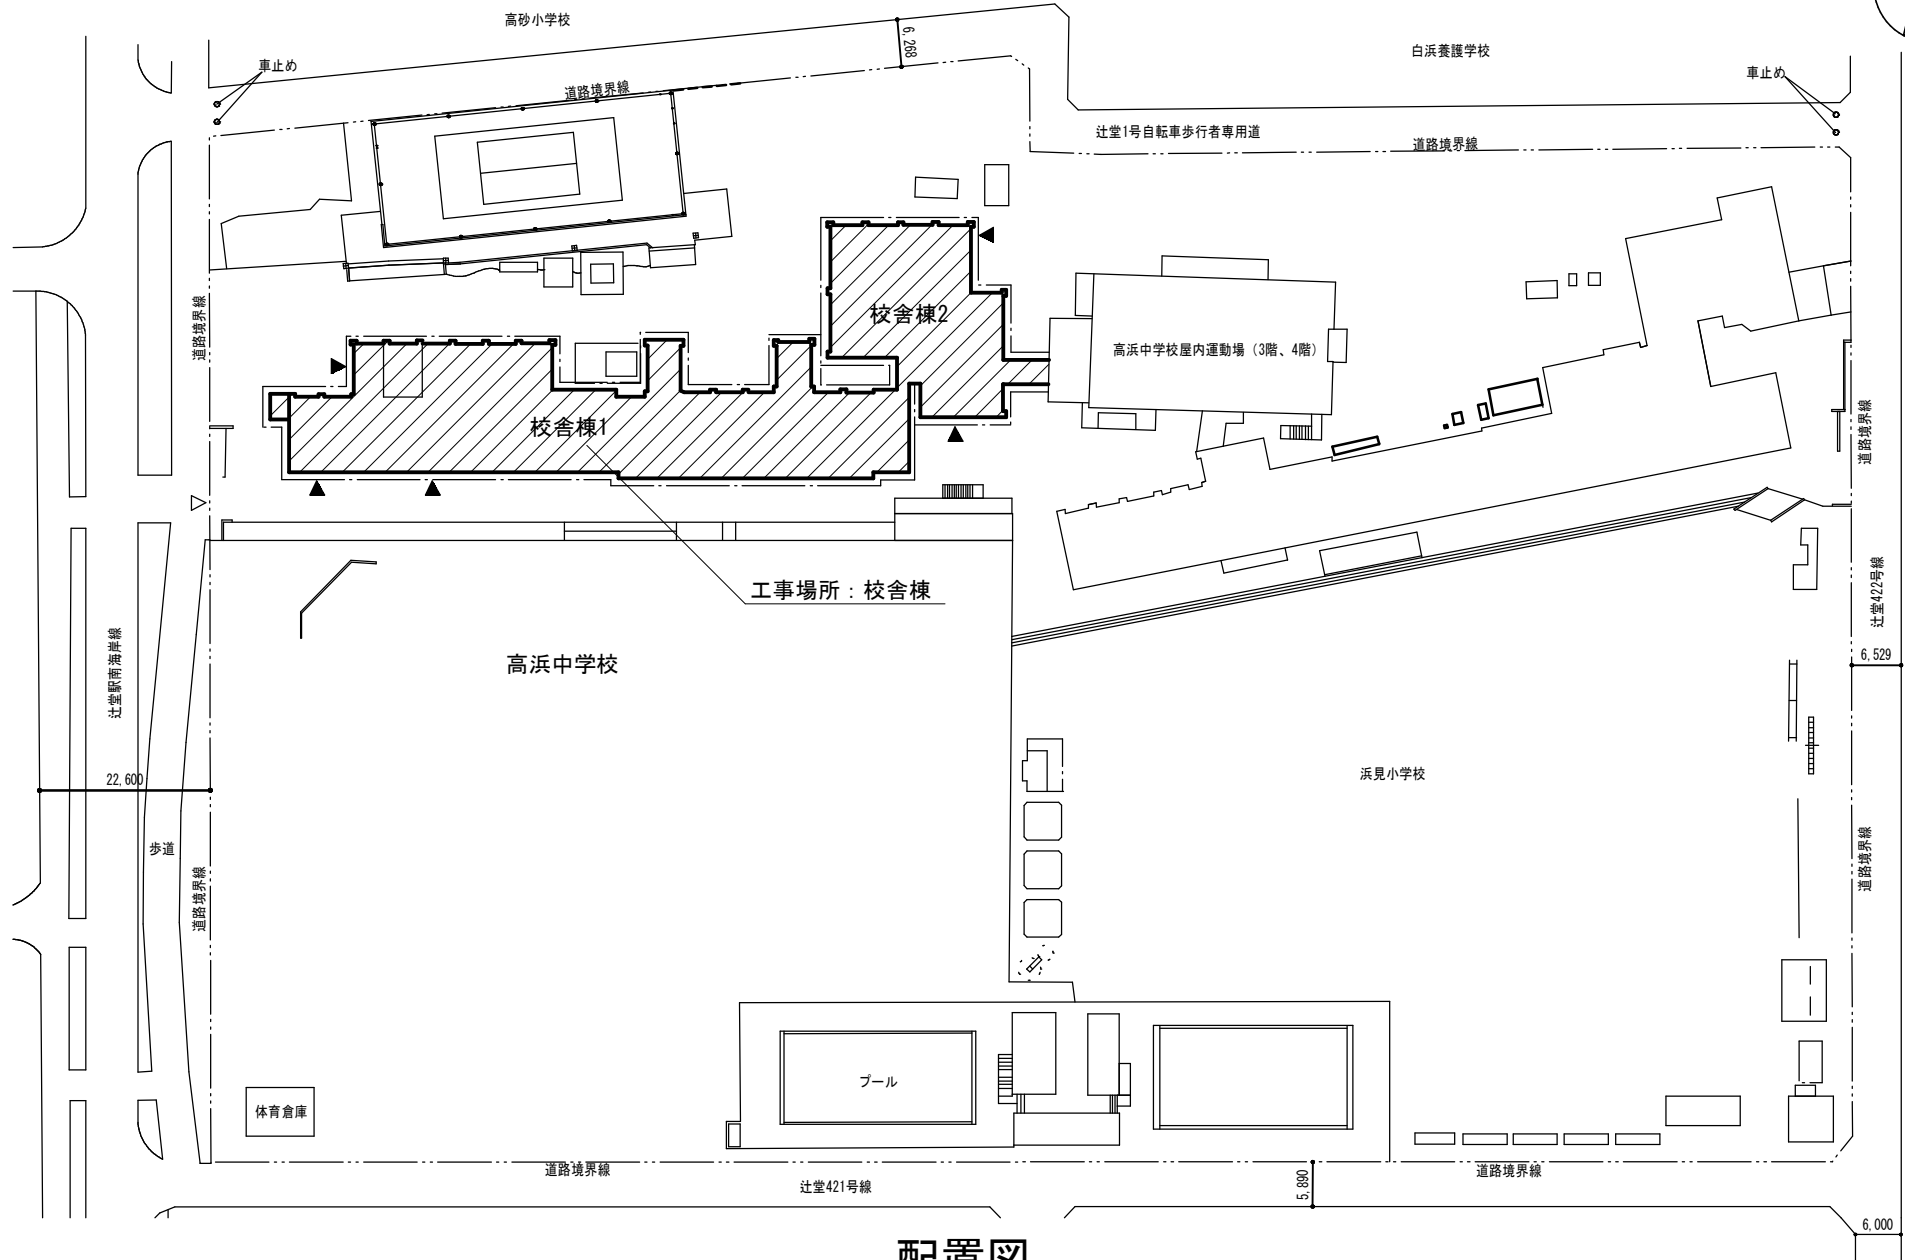 高砂小学校
6,268
白浜養護学校
車止め
車止め
道路境界線
辻堂1号自転車歩行者専用道
道路境界線
道路境界線
校舎棟2
高浜中学校屋内運動場（3階、4階）
校舎棟1
道路境界線
工事場所：校舎棟
辻堂422号線
辻堂駅南海岸線
高浜中学校
6,529
22,600
浜見小学校
歩道
道路境界線
道路境界線
プール
体育倉庫
道路境界線
道路境界線
辻堂421号線
5,890
6,000
配置図